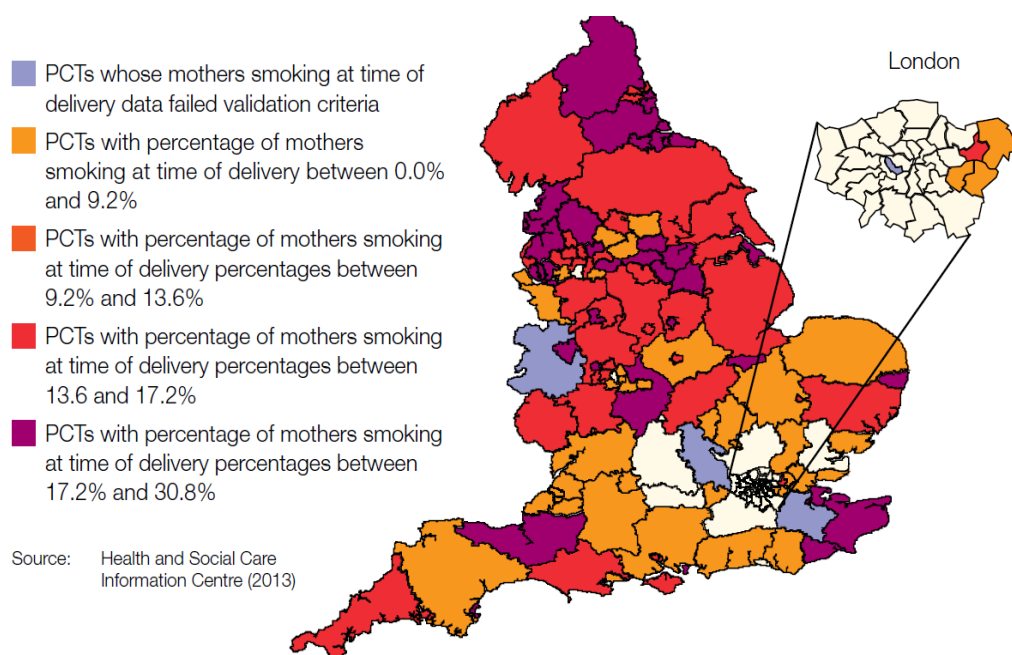 PCTs whose mothers smoking at time of
delivery data failed validation criteria
PCTs with percentage of mothers
smoking at time of delivery between 0.0%
and 9.2%
PCTs with percentage of mothers smoking
at time of delivery percentages between
9.2% and 13.6%
PCTs with percentage of mothers smoking
at time of delivery percentages between
13.6 and 17.2%
PCTs with percentage of mothers smoking
at time of delivery percentages between
17.2% and 30.8%
Source: Health and Social Care
Information Centre (2013)
London